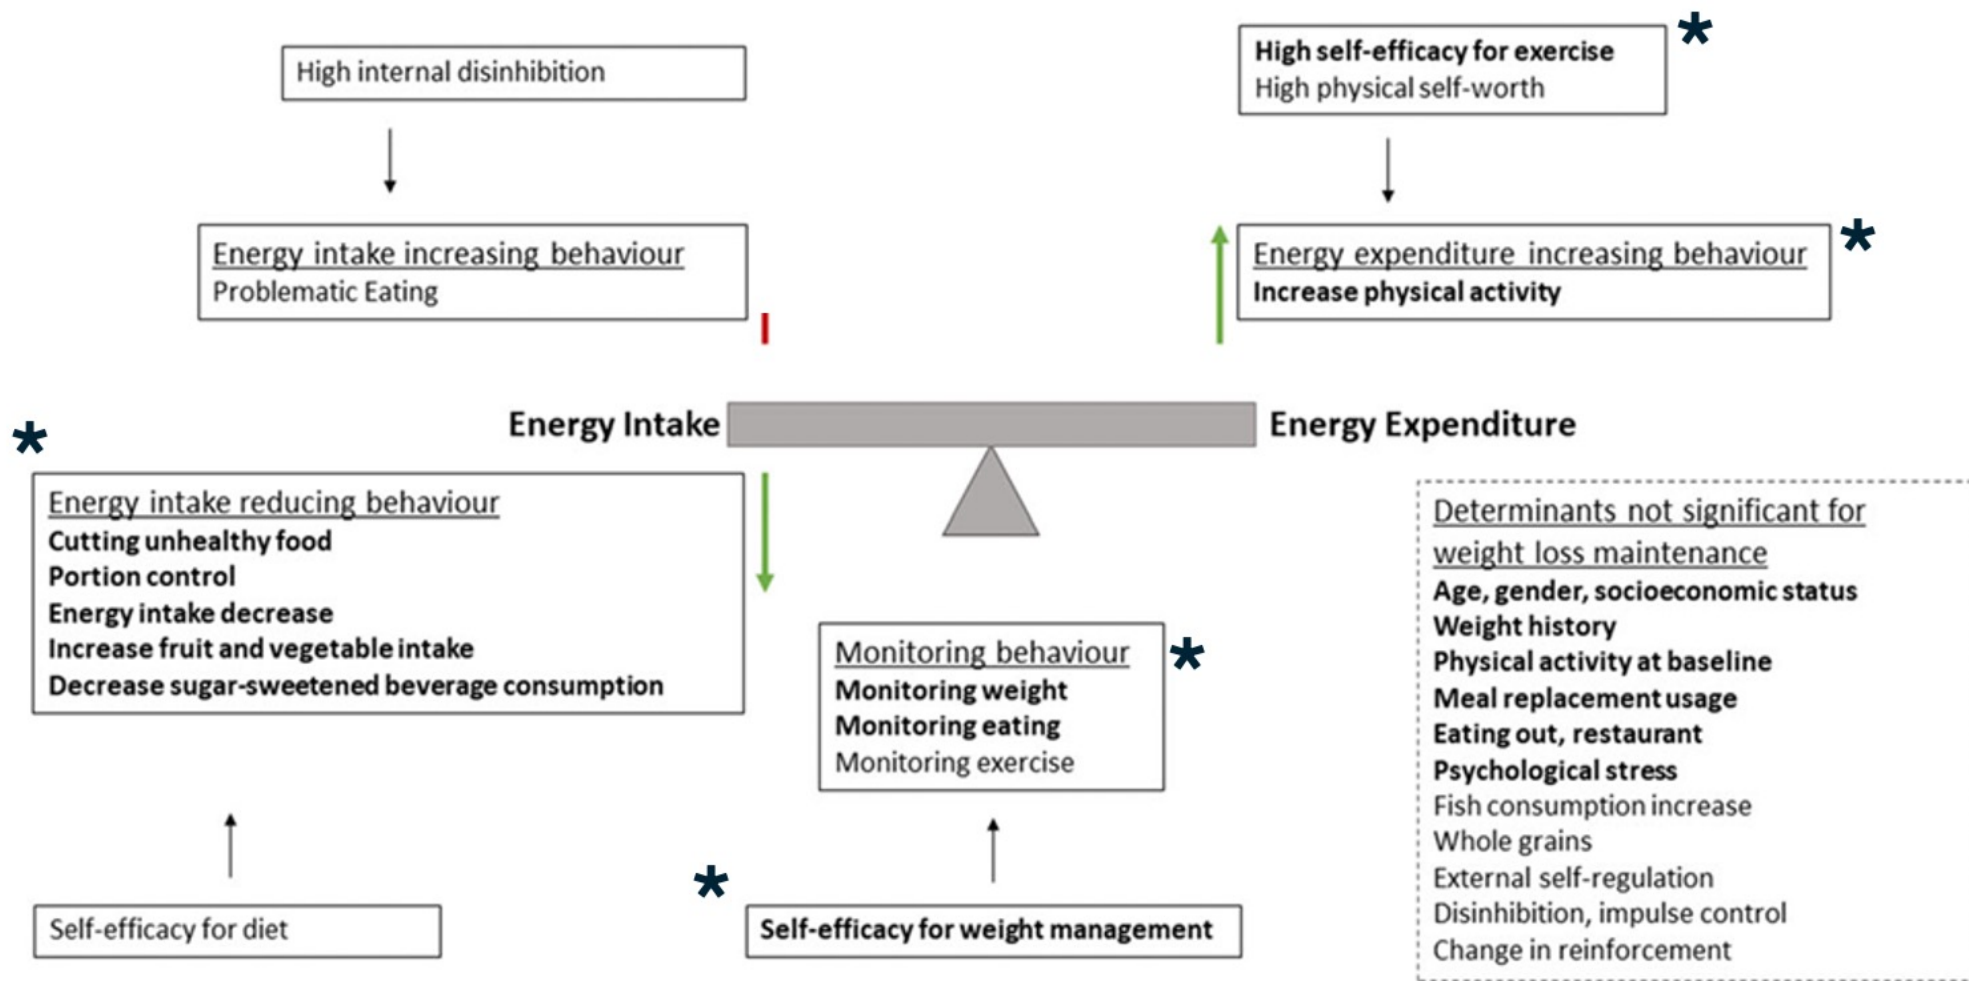 High internal disinhibition
*
High self-efficacy for exercise
High physical self-worth
Energy intake increasing behaviour
Problematic Eating
*
Energy expenditure increasing behaviour
Increase physical activity
Energy Intake
Energy Expenditure
*
Energy intake reducing behaviour
Cutting unhealthy food
Portion control
Energy intake decrease
Increase fruit and vegetable intake
Decrease sugar-sweetened beverage consumption
Monitoring behaviour
*
Monitoring weight
Monitoring eating
Monitoring exercise
Self-efficacy for diet
*
Self-efficacy for weight management
Determinants not significant for
weight loss maintenance
Age, gender, socioeconomic status
Weight history
Physical activity at baseline
Meal replacement usage
Eating out, restaurant
Psychological stress
Fish consumption increase
Whole grains
External self-regulation
Disinhibition, impulse control
Change in reinforcement